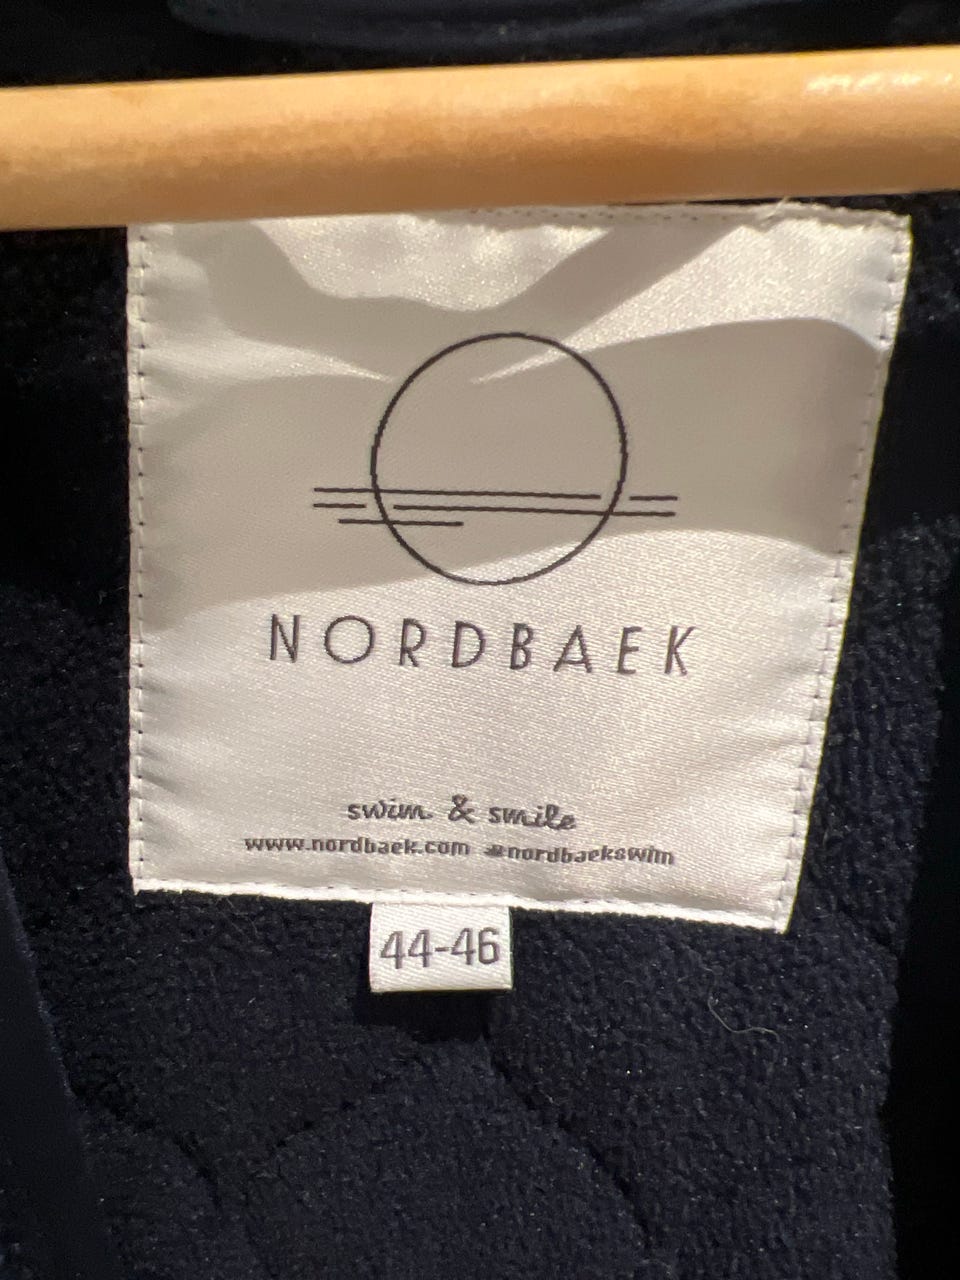 NORDBAEK
swim & smile
www.nordbaek.com @nordbaekswim
44-46